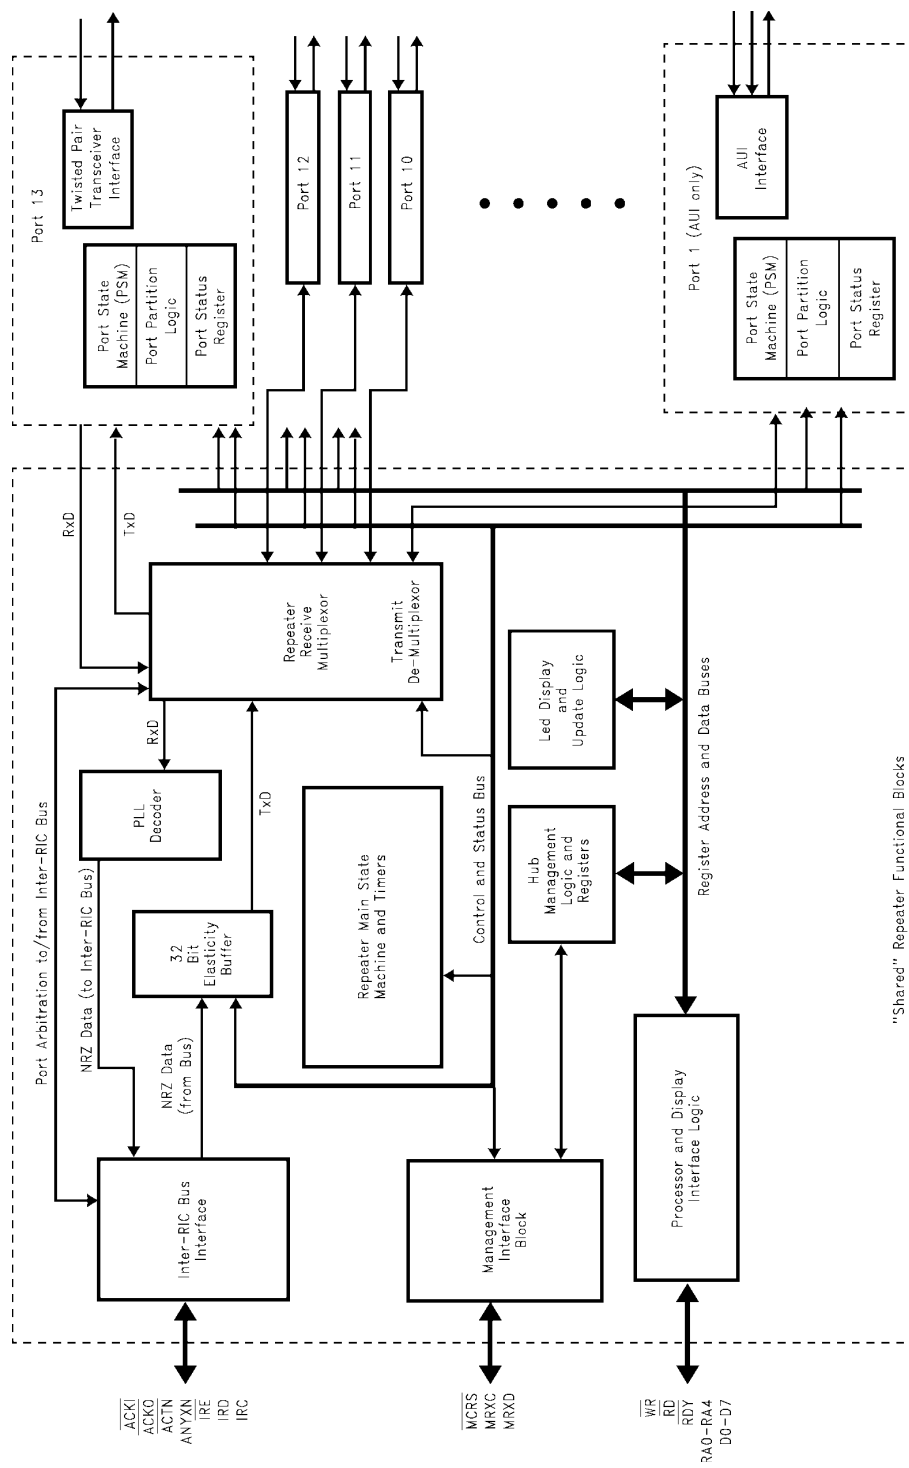 ACKI
ACKO
ACTN
ANYXN
IRE
IRD
IRC
MCRS
MRXC
MRXD
WR
RD
RDY
RA0-RA4
D0-D7
Inter-RIC Bus
Interface
Management
Interface
Block
Processor and Display
Interface Logic
Port Arbitration to/from Inter-RIC Bus
NRZ Data (to Inter-RIC Bus)
NRZ Data
(from Bus)
32
Bit
Elasticity
Buffer
PLL
Decoder
RxD
TxD
Repeater Main State
Machine and Timers
Control and Status Bus
Hub
Management
Logic and
Registers
Led Display
and
Update Logic
Register Address and Data Buses
"Shared" Repeater Functional Blocks
Repeater
Receive
Multiplexor
Transmit
De-Multiplexor
RxD
TxD
Port 13
Twisted Pair
Transceiver
Interface
Port State
Machine (PSM)
Port Partition
Logic
Port Status
Register
Port 12
Port 11
Port 10
Port 1 (AUI only)
AUI
Interface
Port State
Machine (PSM)
Port Partition
Logic
Port Status
Register